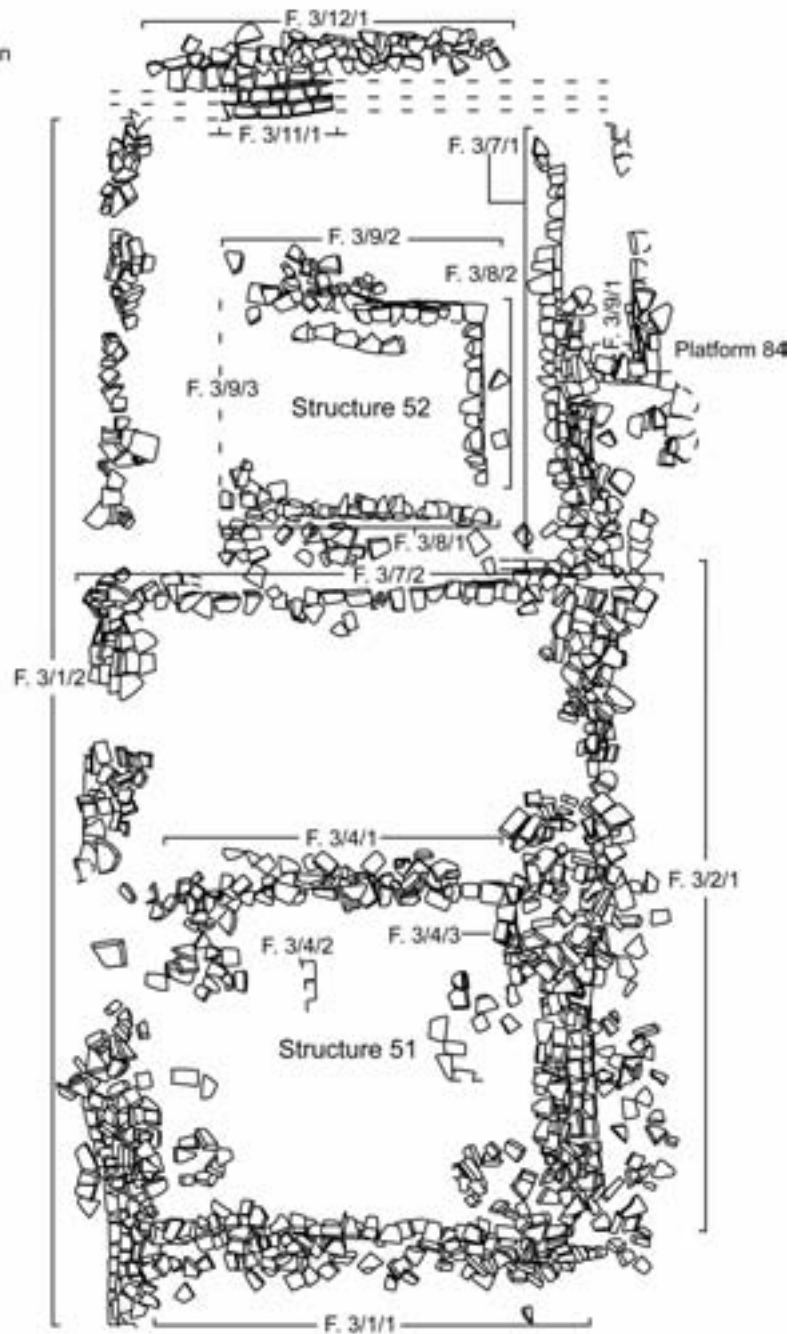 F. 3/12/1
n
F. 3/11/1
F. 3/7/1
F. 3/9/2
F. 3/8/2
F. 3/9/1
Platform 84
F. 3/9/3
Structure 52
F. 3/8/1
F. 3/7/2
F. 3/1/2
F. 3/4/1
F. 3/2/1
F. 3/4/2
F. 3/4/3
Structure 51
F. 3/1/1